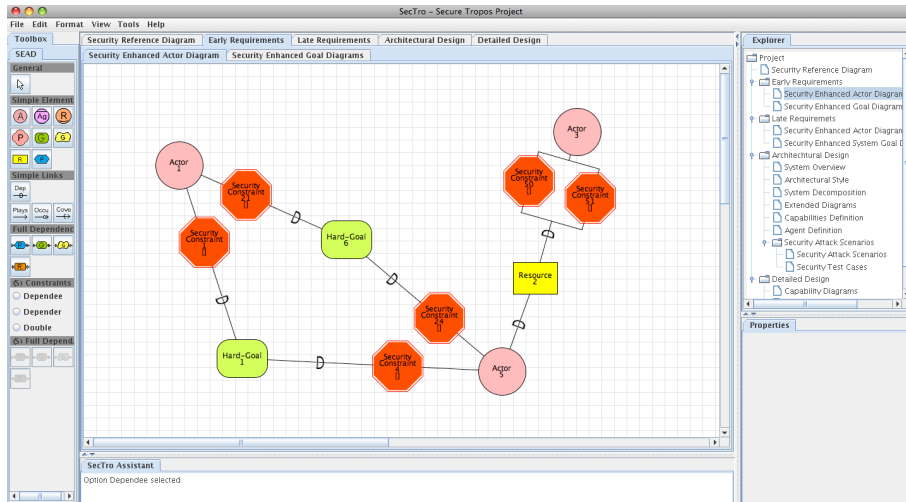 SecTro - Secure Tropos Project
File Edit Format View Tools Help
Toolbox
SEAD
General
Simple Element
A Ag R
P G G
R P
Simple Links
Dep
Plays Occu Cove
Full Dependenc
R
(S) Constraints
Dependee
Depender
Double
(S) Full Depend
Security Reference Diagram Early Requirements Late Requirements Architectural Design Detailed Design
Security Enhanced Actor Diagram Security Enhanced Goal Diagrams
Actor
1
Security
Constraint
21
[]
Security
Constraint
1
[]
Hard-Goal
6
Actor
3
Security
Constraint
50
[]
Security
Constraint
51
[]
Resource
2
Security
Constraint
24
[]
Hard-Goal
1
Security
Constraint
4
[]
Actor
5
SecTro Assistant
Option Dependee selected
Explorer
Project
Security Reference Diagram
Early Requirements
Security Enhanced Actor Diagran
Security Enhanced Goal Diagram
Late Requiremets
Security Enhanced Actor Diagran
Security Enhanced System Goal D
Architechtural Design
System Overview
Architectural Style
System Decomposition
Extended Diagrams
Capabilities Definition
Agent Definition
Security Attack Scenarios
Security Attack Scenarios
Security Test Cases
Detailed Design
Capability Diagrams
Properties